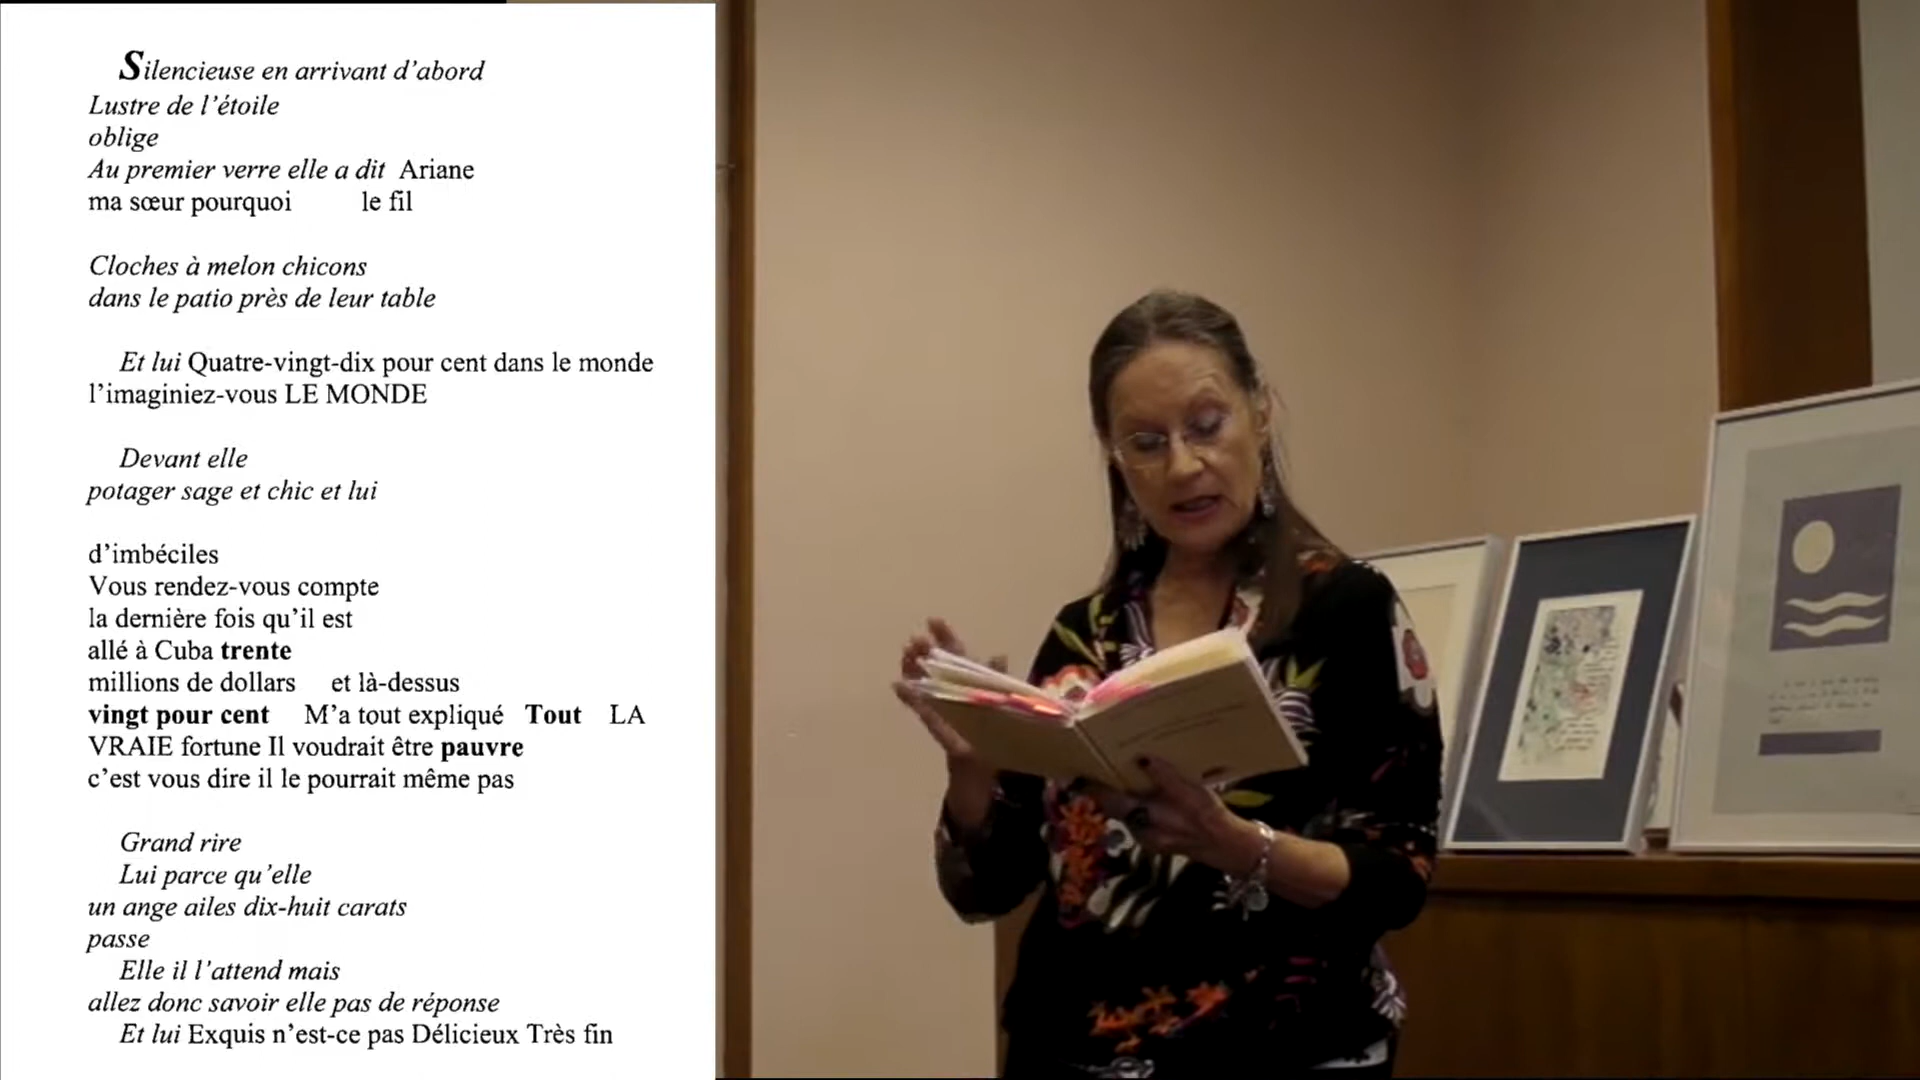 Silencieuse en arrivant d’abord
Lustre de l’étoile
oblige
Au premier verre elle a dit Ariane
ma sœur pourquoi le fil
Cloches à melon chicons
dans le patio près de leur table
Et lui Quatre-vingt-dix pour cent dans le monde
l’imaginiez-vous LE MONDE
Devant elle
potager sage et chic et lui
d’imbéciles
Vous rendez-vous compte
la dernière fois qu’il est
allé à Cuba trente
millions de dollars et là-dessus
vingt pour cent M’a tout expliqué Tout LA
VRAIE fortune Il voudrait être pauvre
c’est vous dire il le pourrait même pas
Grand rire
Lui parce qu’elle
un ange ailes dix-huit carats
passe
Elle il l’attend mais
allez donc savoir elle pas de réponse
Et lui Exquis n’est-ce pas Délicieux Très fin